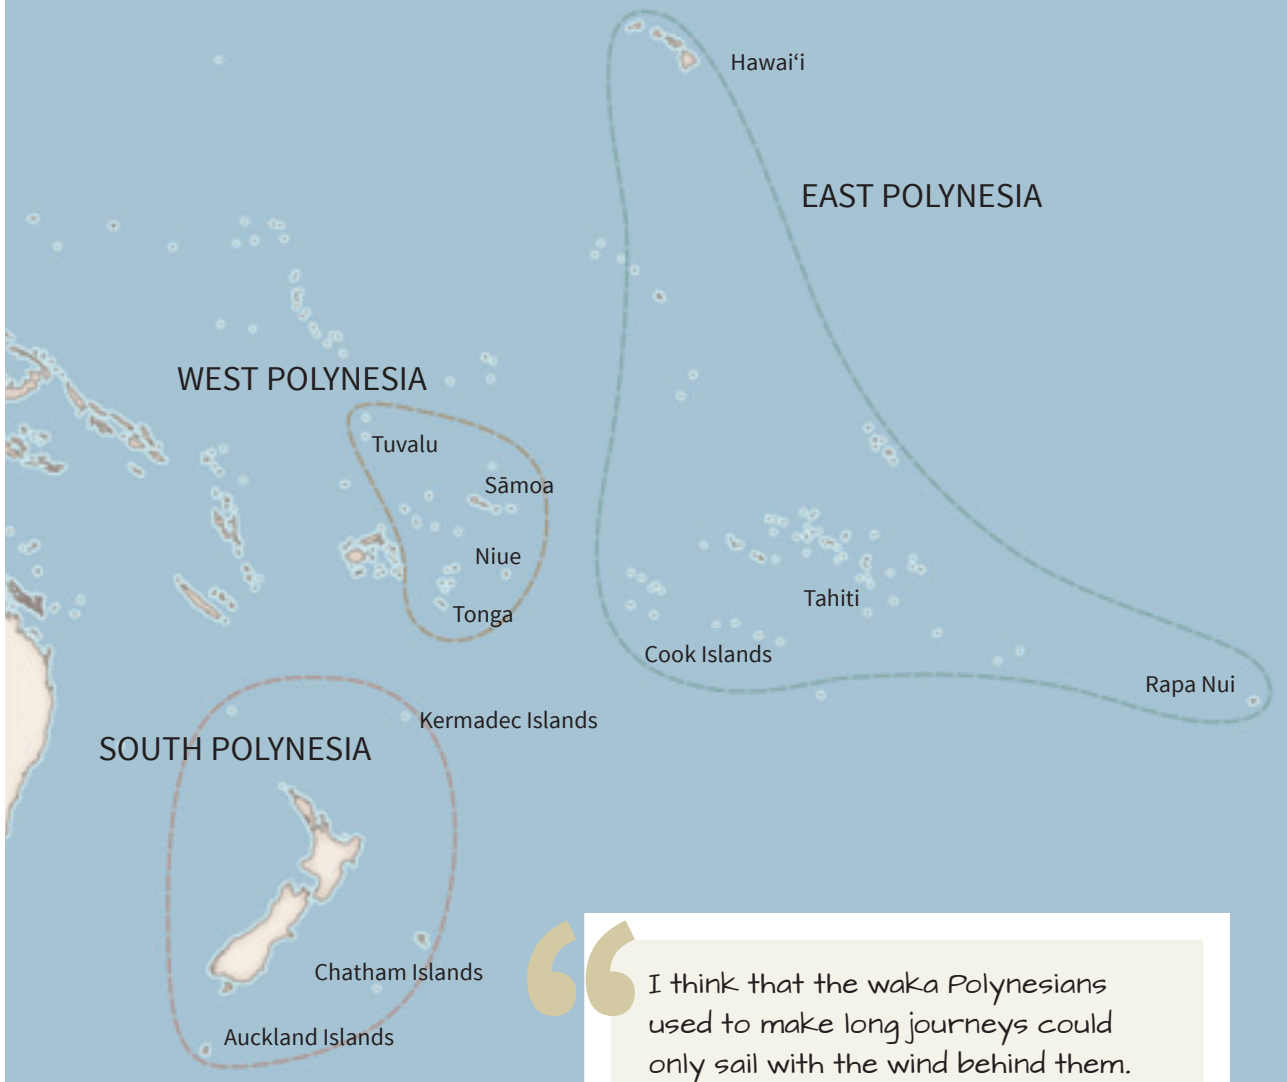 Hawaiʻi
EAST POLYNESIA
WEST POLYNESIA
Tuvalu
Sāmoa
Niue
Tonga
Tahiti
Cook Islands
Rapa Nui
Kermadec Islands
SOUTH POLYNESIA
Chatham Islands
Auckland Islands
“
I think that the waka Polynesians
used to make long journeys could
only sail with the wind behind them.